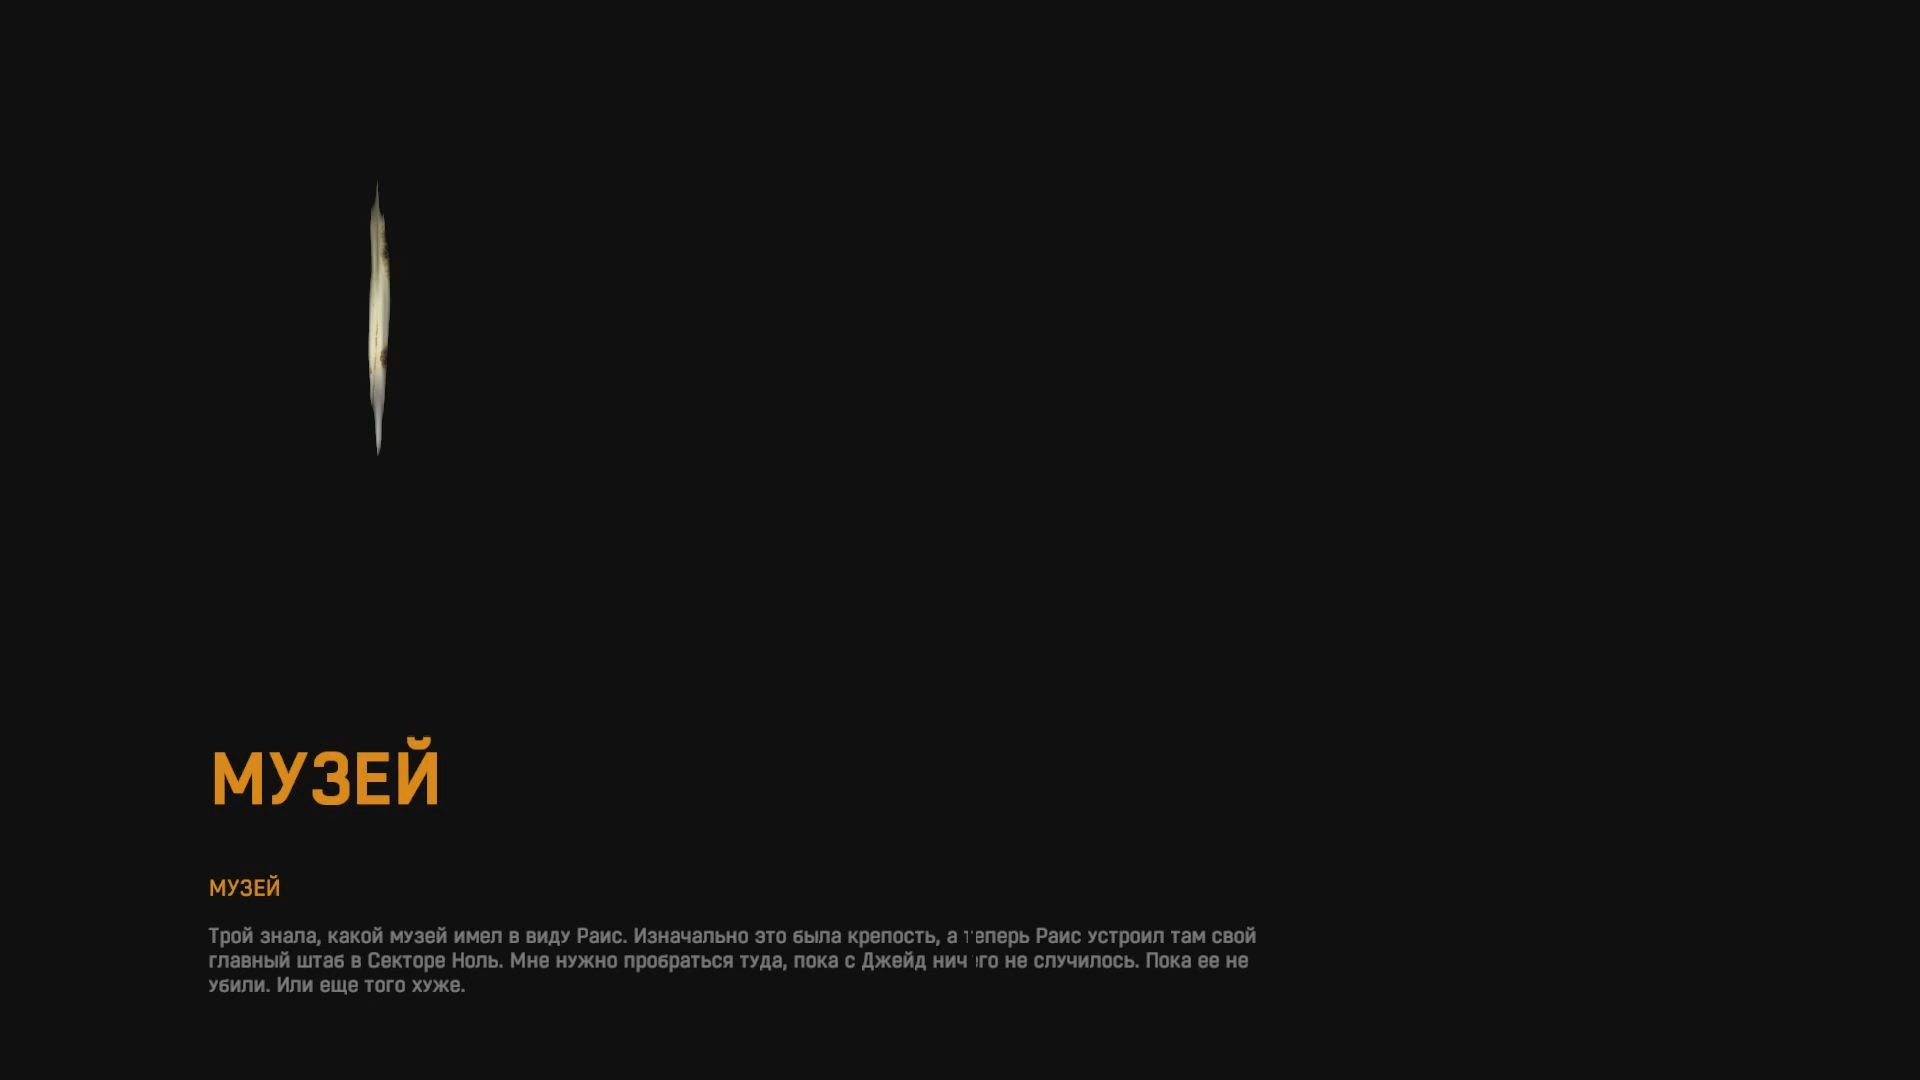 МУЗЕЙ
МУЗЕЙ
Трой знала, какой музей имел в виду Раис. Изначально это была крепость, а теперь Раис устроил там свой
главный штаб в Секторе Ноль. Мне нужно пробраться туда, пока с Джейд ничего не случилось. Пока ее не
убили. Или еще того хуже.